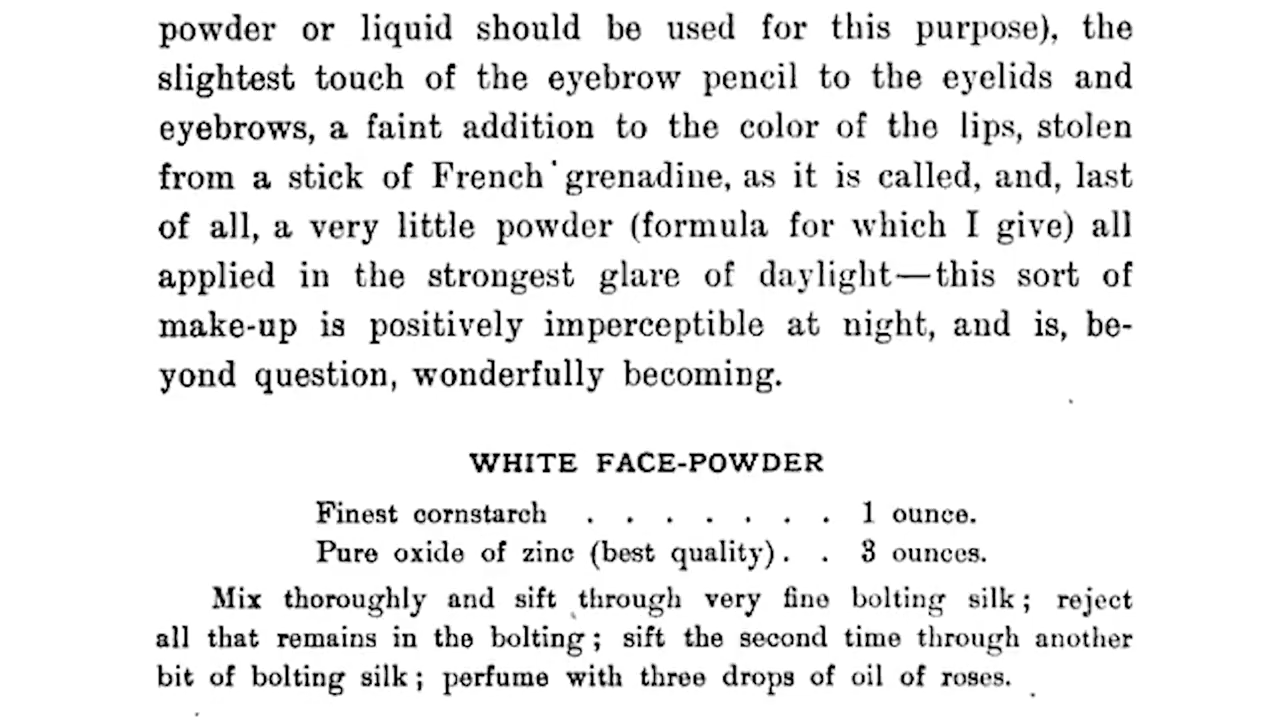 powder or liquid should be used for this purpose), the
slightest touch of the eyebrow pencil to the eyelids and
eyebrows, a faint addition to the color of the lips, stolen
from a stick of French grenadine, as it is called, and, last
of all, a very little powder (formula for which I give) all
applied in the strongest glare of daylight—this sort of
make-up is positively imperceptible at night, and is, be-
yond question, wonderfully becoming.
WHITE FACE-POWDER
Finest cornstarch . . . . . . . 1 ounce.
Pure oxide of zinc (best quality) . . 3 ounces.
Mix thoroughly and sift through very fine bolting silk; reject
all that remains in the bolting; sift the second time through another
bit of bolting silk; perfume with three drops of oil of roses.